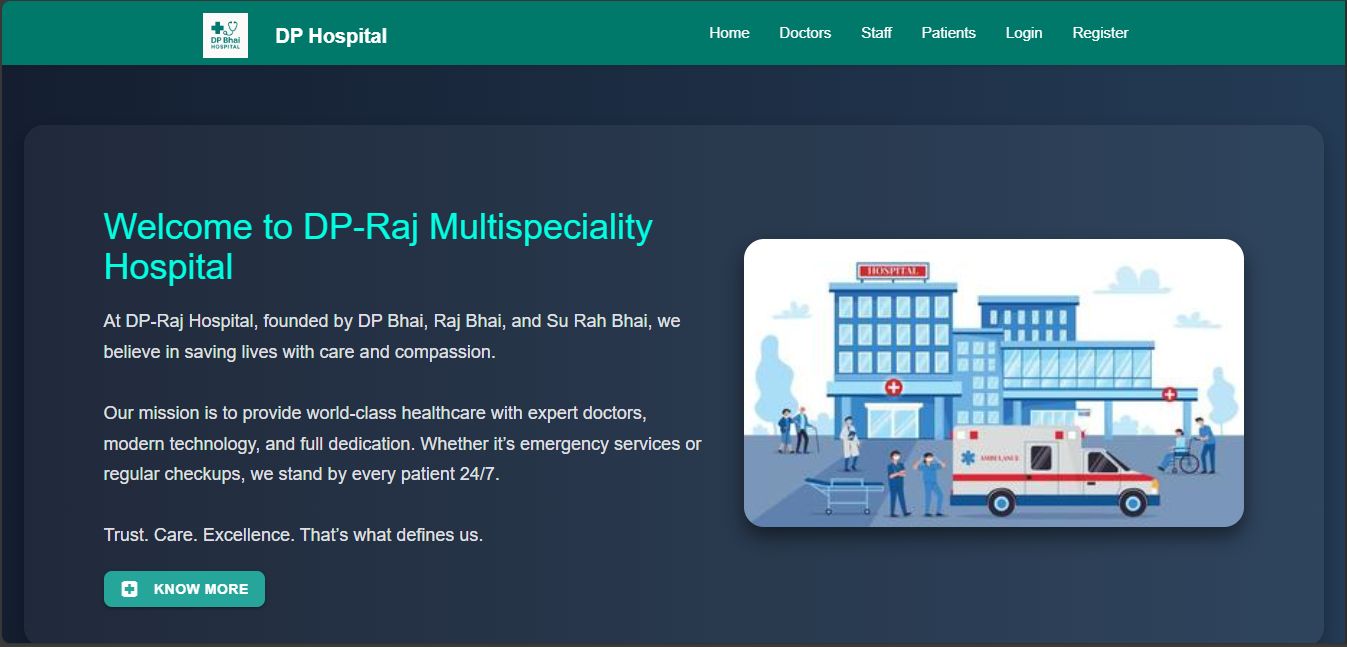 DP Bhai
HOSPITAL
DP Hospital
Home
Doctors
Staff
Patients
Login
Register
Welcome to DP-Raj Multispeciality
Hospital
At DP-Raj Hospital, founded by DP Bhai, Raj Bhai, and Su Rah Bhai, we
believe in saving lives with care and compassion.
Our mission is to provide world-class healthcare with expert doctors,
modern technology, and full dedication. Whether it’s emergency services or
regular checkups, we stand by every patient 24/7.
Trust. Care. Excellence. That’s what defines us.
KNOW MORE
HOSPITAL
AMBULANCE